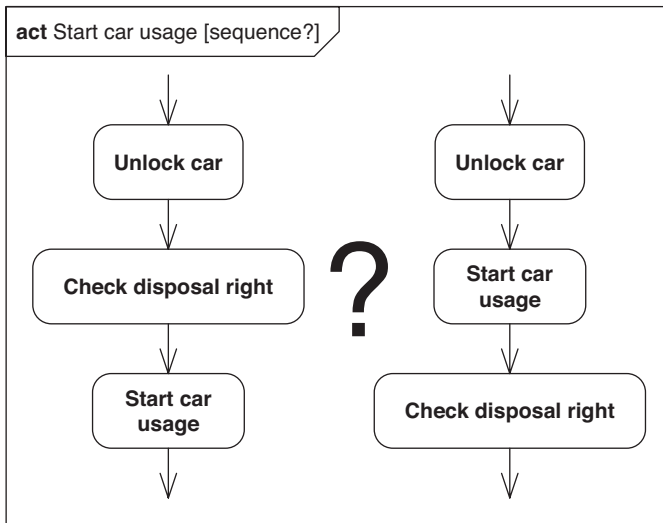 act Start car usage [sequence?]
Unlock car
Check disposal right
Start car
usage
?
Unlock car
Start car
usage
Check disposal right